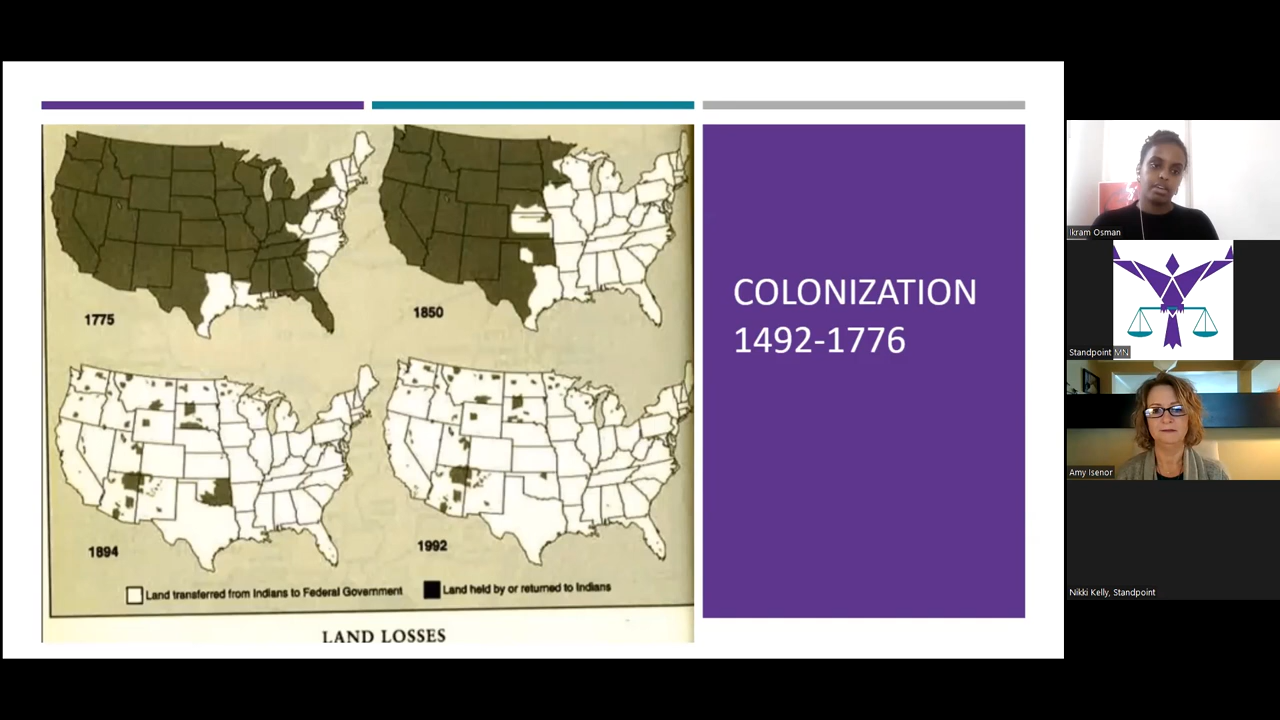 1775
1850
1894
1992
Land transferred from Indians to Federal Government
Land held by or returned to Indians
LAND LOSSES
COLONIZATION
1492-1776
Ikram Osman
Standpoint MN
Amy Isenor
Nikki Kelly, Standpoint